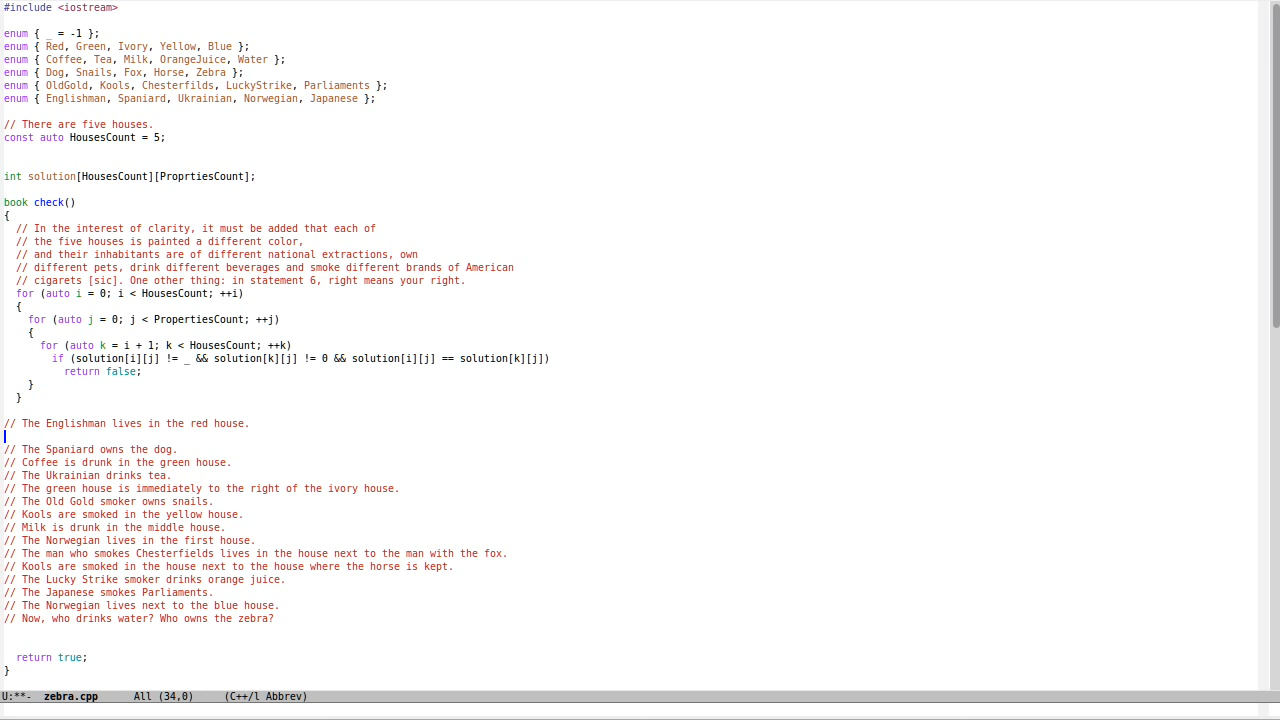 #include <iostream>

enum { _ = -1 };
enum { Red, Green, Ivory, Yellow, Blue };
enum { Coffee, Tea, Milk, OrangeJuice, Water };
enum { Dog, Snails, Fox, Horse, Zebra };
enum { OldGold, Kools, Chesterfilds, LuckyStrike, Parliaments };
enum { Englishman, Spaniard, Ukrainian, Norwegian, Japanese };

// There are five houses.
const auto HousesCount = 5;


int solution[HousesCount][ProprtiesCount];

book check()
{
  // In the interest of clarity, it must be added that each of
  // the five houses is painted a different color,
  // and their inhabitants are of different national extractions, own
  // different pets, drink different beverages and smoke different brands of American
  // cigarets [sic]. One other thing: in statement 6, right means your right.
  for (auto i = 0; i < HousesCount; ++i)
  {
    for (auto j = 0; j < PropertiesCount; ++j)
    {
      for (auto k = i + 1; k < HousesCount; ++k)
        if (solution[i][j] != _ && solution[k][j] != 0 && solution[i][j] == solution[k][j])
          return false;
    }
  }

// The Englishman lives in the red house.

// The Spaniard owns the dog.
// Coffee is drunk in the green house.
// The Ukrainian drinks tea.
// The green house is immediately to the right of the ivory house.
// The Old Gold smoker owns snails.
// Kools are smoked in the yellow house.
// Milk is drunk in the middle house.
// The Norwegian lives in the first house.
// The man who smokes Chesterfields lives in the house next to the man with the fox.
// Kools are smoked in the house next to the house where the horse is kept.
// The Lucky Strike smoker drinks orange juice.
// The Japanese smokes Parliaments.
// The Norwegian lives next to the blue house.
// Now, who drinks water? Who owns the zebra?


  return true;
}
U:**-  zebra.cpp      All (34,0)     (C++/l Abbrev)